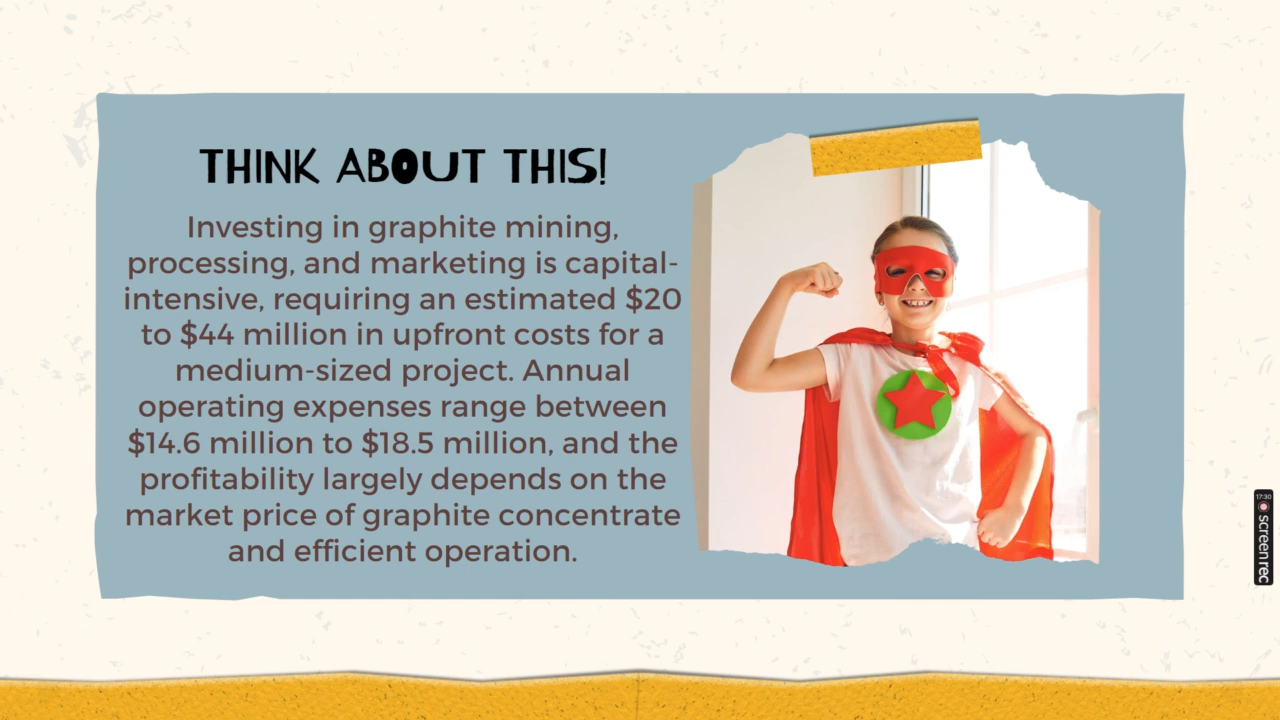 THINK ABOUT THIS!
Investing in graphite mining,
processing, and marketing is capital-
intensive, requiring an estimated $20
to $44 million in upfront costs for a
medium-sized project. Annual
operating expenses range between
$14.6 million to $18.5 million, and the
profitability largely depends on the
market price of graphite concentrate
and efficient operation.
17:30
screenrec